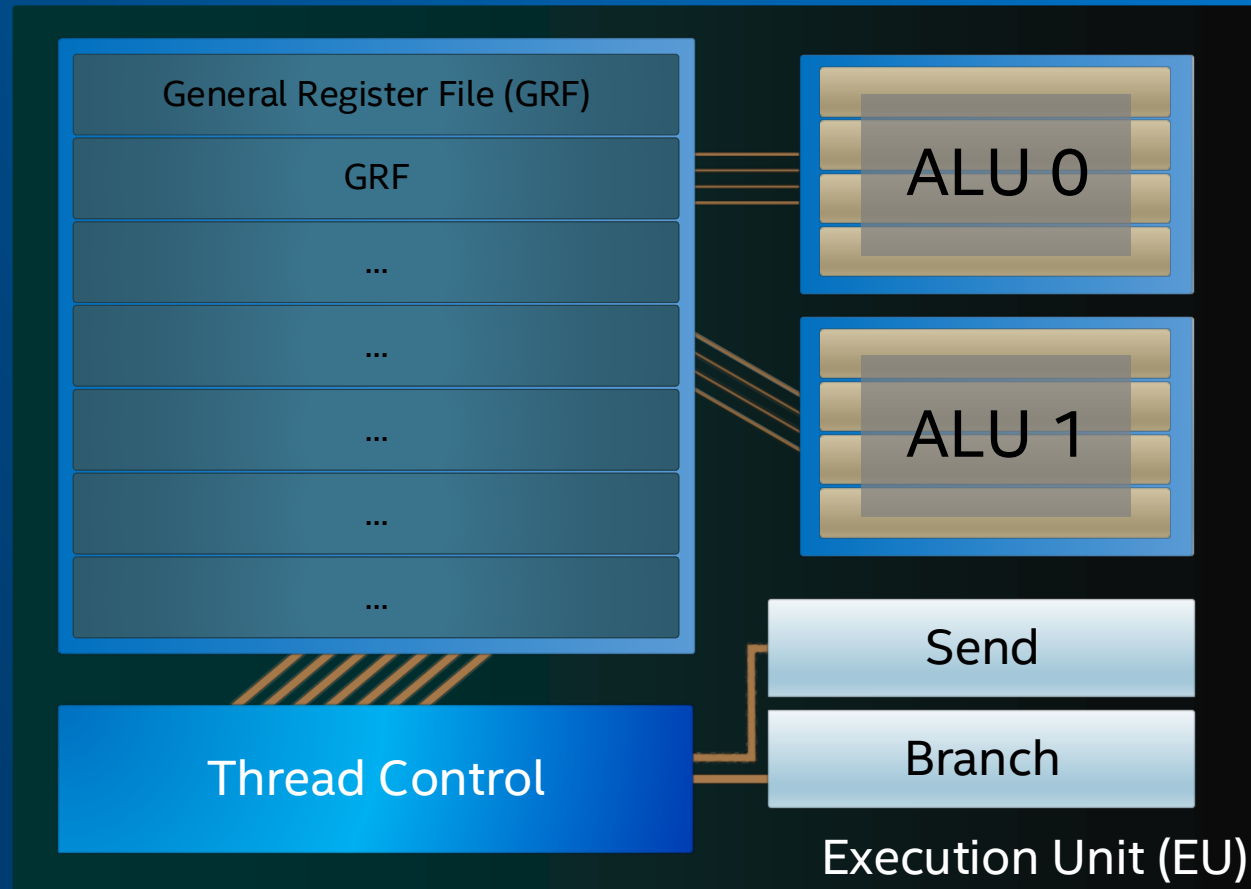 General Register File (GRF)
GRF
...
...
...
...
...
ALU 0
ALU 1
Send
Branch
Thread Control
Execution Unit (EU)